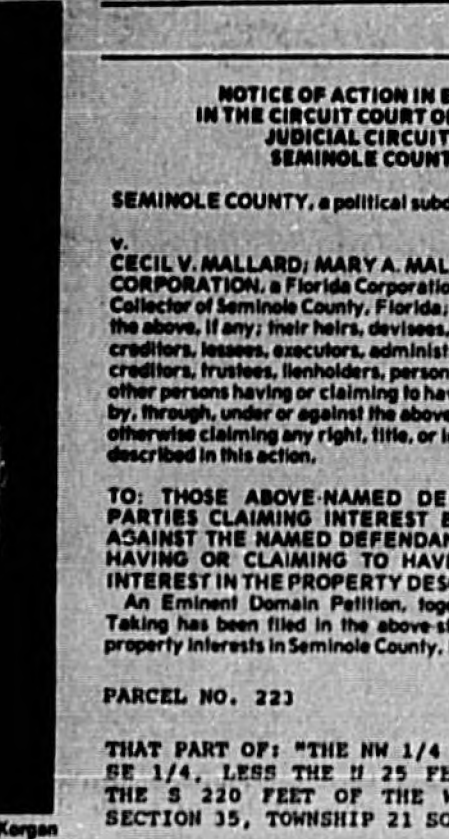 NOTICE OF ACTION IN E
IN THE CIRCUIT COURT O
JUDICIAL CIRCUIT
SEMINOLE COUNT
SEMINOLE COUNTY, a political subd
v.
CECIL V. MALLARD; MARY A. MAL
CORPORATION, a Florida Corporatio
Collector of Seminole County, Florida;
the above, if any; their heirs, devisees,
creditors, lessees, executors, administ
creditors, trustees, lienholders, person
other persons having or claiming to hav
by, through, under or against the above
otherwise claiming any right, title, or i
described in this action,
TO: THOSE ABOVE-NAMED DE
PARTIES CLAIMING INTEREST B
AGAINST THE NAMED DEFENDAN
HAVING OR CLAIMING TO HAVE
INTEREST IN THE PROPERTY DES
An Eminent Domain Petition, toge
Taking has been filed in the above-st
property interests in Seminole County,
PARCEL NO. 223
THAT PART OF: "THE NW 1/4
SE 1/4, LESS THE N 25 FE
THE S 220 FEET OF THE W
SECTION 35, TOWNSHIP 21 SO
Korgan